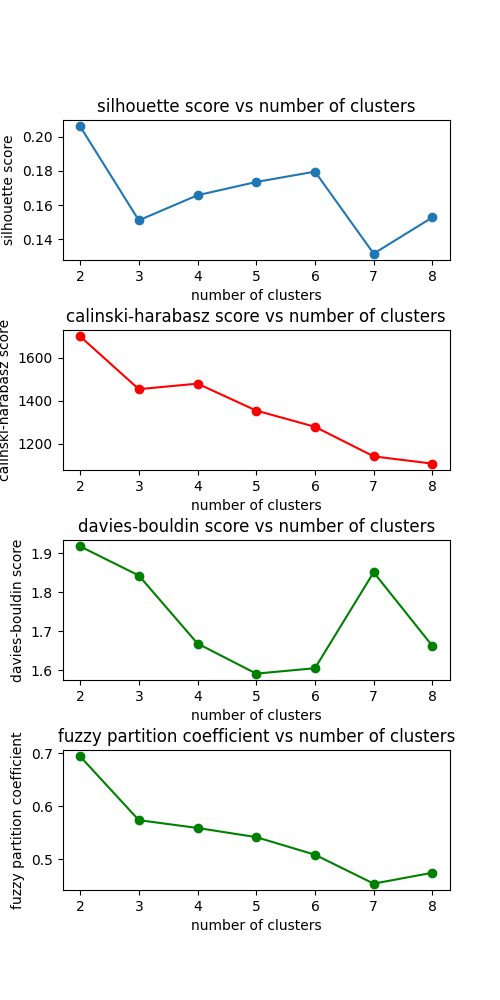 silhouette score vs number of clusters
silhouette score
0.20
0.18
0.16
0.14
2 3 4 5 6 7 8
number of clusters
calinski-harabasz score vs number of clusters
calinski-harabasz score
1600
1400
1200
2 3 4 5 6 7 8
number of clusters
davies-bouldin score vs number of clusters
davies-bouldin score
1.9
1.8
1.7
1.6
2 3 4 5 6 7 8
number of clusters
fuzzy partition coefficient vs number of clusters
fuzzy partition coefficient
0.7
0.6
0.5
2 3 4 5 6 7 8
number of clusters